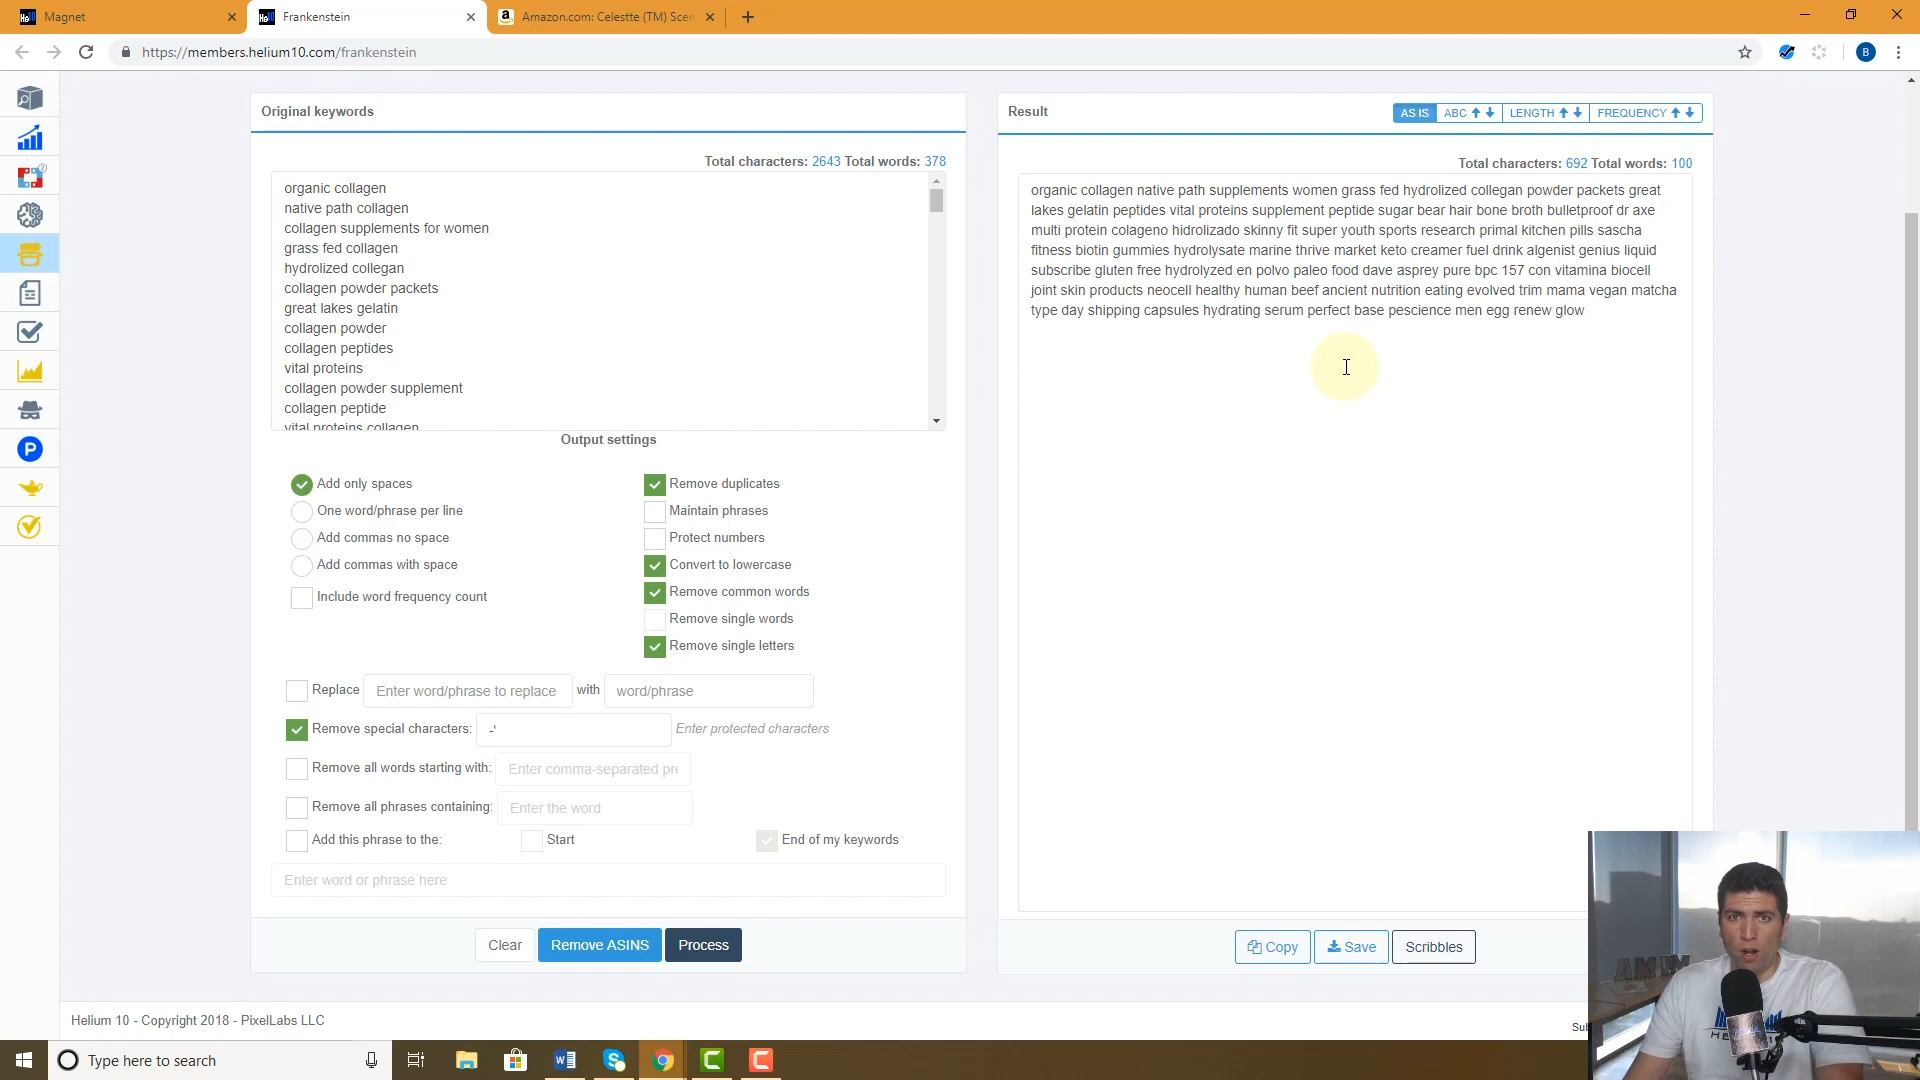 Magnet
Frankenstein
Amazon.com: Celestte (TM) Scen
https://members.helium10.com/frankenstein
B
Original keywords
Total characters: 2643 Total words: 378
organic collagen
native path collagen
collagen supplements for women
grass fed collagen
hydrolized collegan
collagen powder packets
great lakes gelatin
collagen powder
collagen peptides
vital proteins
collagen powder supplement
collagen peptide
vital proteins collagen
Output settings
Add only spaces
One word/phrase per line
Add commas no space
Add commas with space
Include word frequency count
Remove duplicates
Maintain phrases
Protect numbers
Convert to lowercase
Remove common words
Remove single words
Remove single letters
Replace Enter word/phrase to replace with word/phrase
Remove special characters: -' Enter protected characters
Remove all words starting with: Enter comma-separated pre
Remove all phrases containing: Enter the word
Add this phrase to the: Start End of my keywords
Enter word or phrase here
Clear Remove ASINS Process
Result
AS IS ABC LENGTH FREQUENCY
Total characters: 692 Total words: 100
organic collagen native path supplements women grass fed hydrolized collegan powder packets great
lakes gelatin peptides vital proteins supplement peptide sugar bear hair bone broth bulletproof dr axe
multi protein colageno hidrolizado skinny fit super youth sports research primal kitchen pills sascha
fitness biotin gummies hydrolysate marine thrive market keto creamer fuel drink algenist genius liquid
subscribe gluten free hydrolyzed en polvo paleo food dave asprey pure bpc 157 con vitamina biocell
joint skin products neocell healthy human beef ancient nutrition eating evolved trim mama vegan matcha
type day shipping capsules hydrating serum perfect base pescience men egg renew glow
Copy Save Scribbles
Helium 10 - Copyright 2018 - PixelLabs LLC
Sub
Type here to search